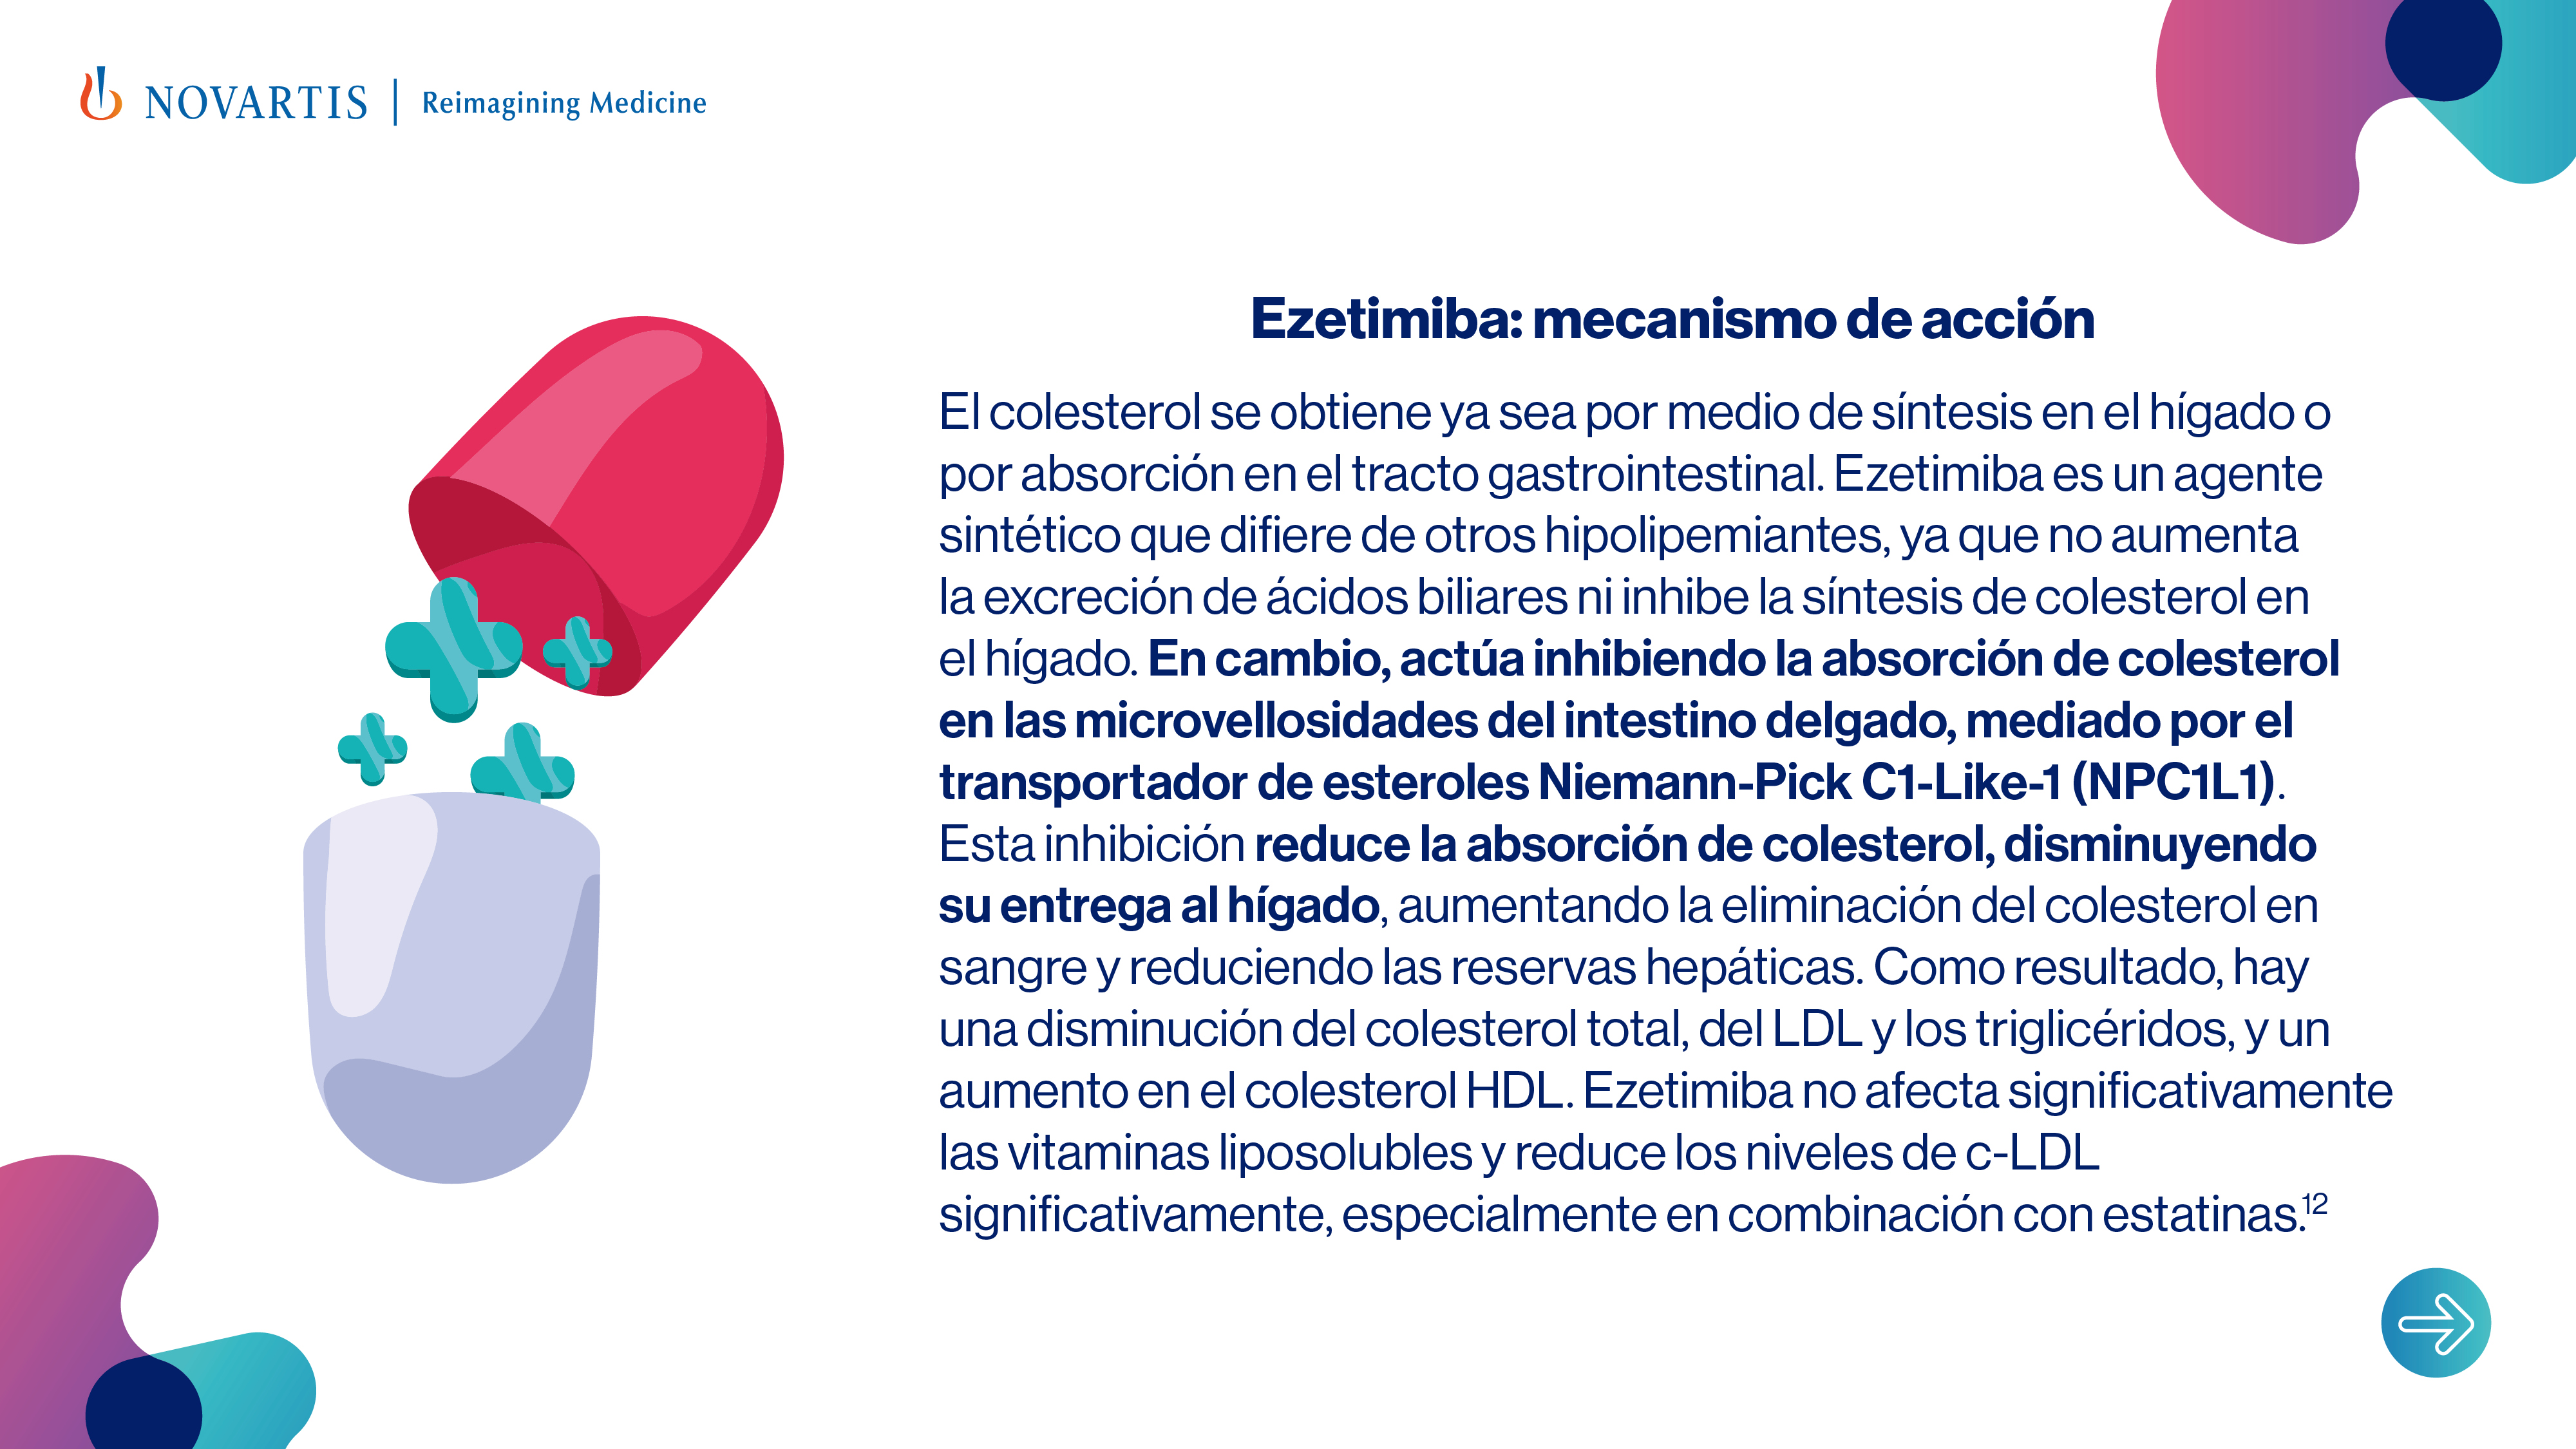 NOVARTIS | Reimagining Medicine
Ezetimiba: mecanismo de acción
El colesterol se obtiene ya sea por medio de síntesis en el hígado o
por absorción en el tracto gastrointestinal. Ezetimiba es un agente
sintético que difiere de otros hipolipemiantes, ya que no aumenta
la excreción de ácidos biliares ni inhibe la síntesis de colesterol en
el hígado. En cambio, actúa inhibiendo la absorción de colesterol
en las microvellosidades del intestino delgado, mediado por el
transportador de esteroles Niemann-Pick C1-Like-1 (NPC1L1).
Esta inhibición reduce la absorción de colesterol, disminuyendo
su entrega al hígado, aumentando la eliminación del colesterol en
sangre y reduciendo las reservas hepáticas. Como resultado, hay
una disminución del colesterol total, del LDL y los triglicéridos, y un
aumento en el colesterol HDL. Ezetimiba no afecta significativamente
las vitaminas liposolubles y reduce los niveles de c-LDL
significativamente, especialmente en combinación con estatinas.¹²